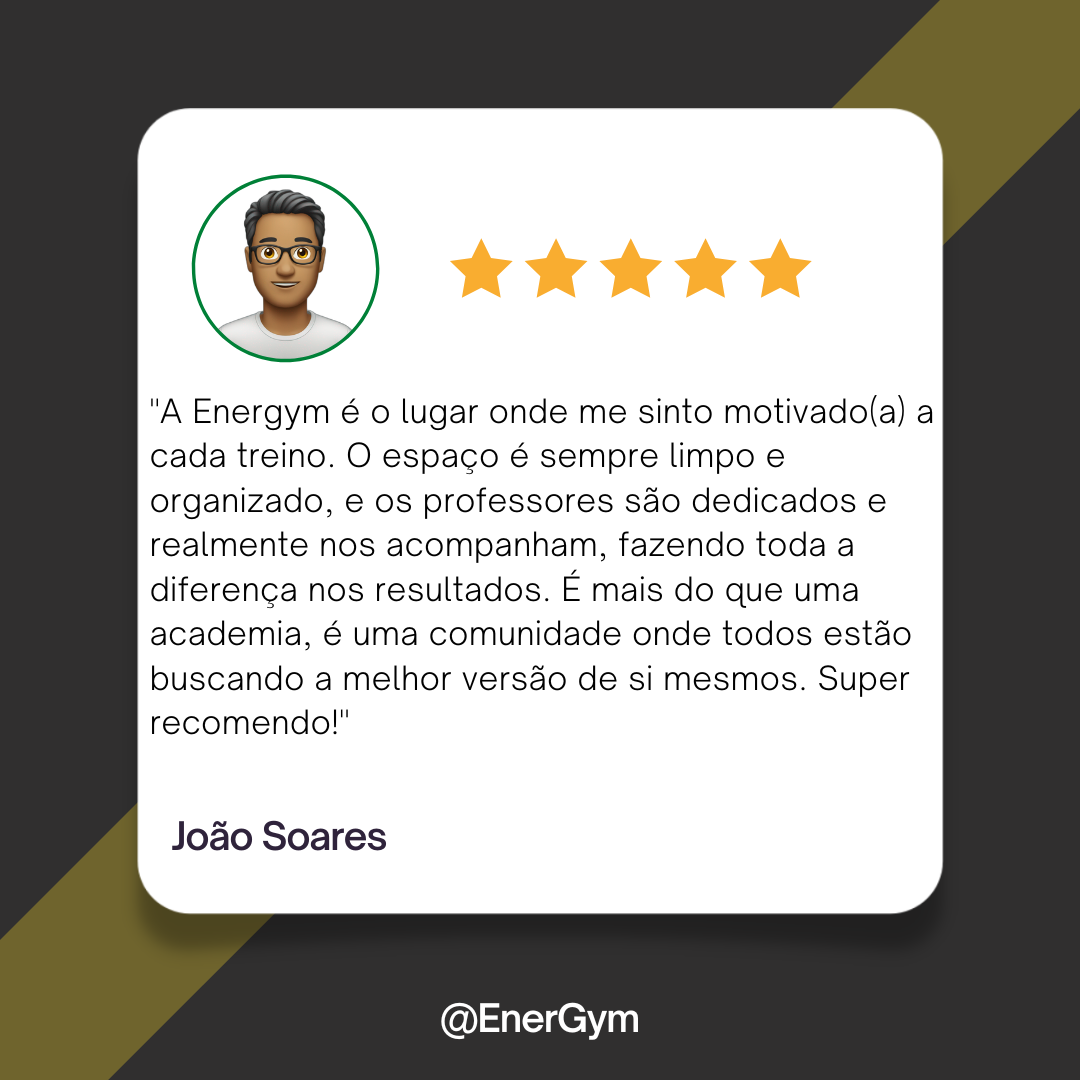 "A Energym é o lugar onde me sinto motivado(a) a
cada treino. O espaço é sempre limpo e
organizado, e os professores são dedicados e
realmente nos acompanham, fazendo toda a
diferença nos resultados. É mais do que uma
academia, é uma comunidade onde todos estão
buscando a melhor versão de si mesmos. Super
recomendo!"
João Soares
@EnerGym